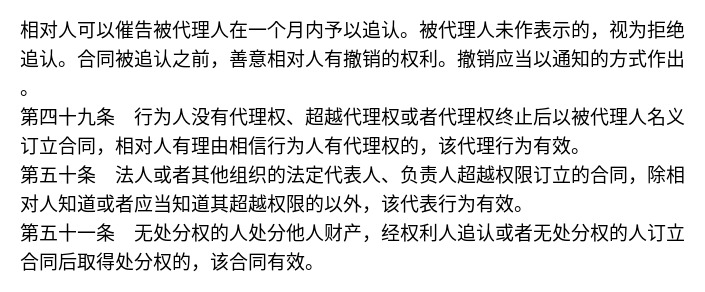 相对人可以催告被代理人在一个月内予以追认。被代理人未作表示的，视为拒绝
追认。合同被追认之前，善意相对人有撤销的权利。撤销应当以通知的方式作出
。
第四十九条　行为人没有代理权、超越代理权或者代理权终止后以被代理人名义
订立合同，相对人有理由相信行为人有代理权的，该代理行为有效。
第五十条　法人或者其他组织的法定代表人、负责人超越权限订立的合同，除相
对人知道或者应当知道其超越权限的以外，该代表行为有效。
第五十一条　无处分权的人处分他人财产，经权利人追认或者无处分权的人订立
合同后取得处分权的，该合同有效。